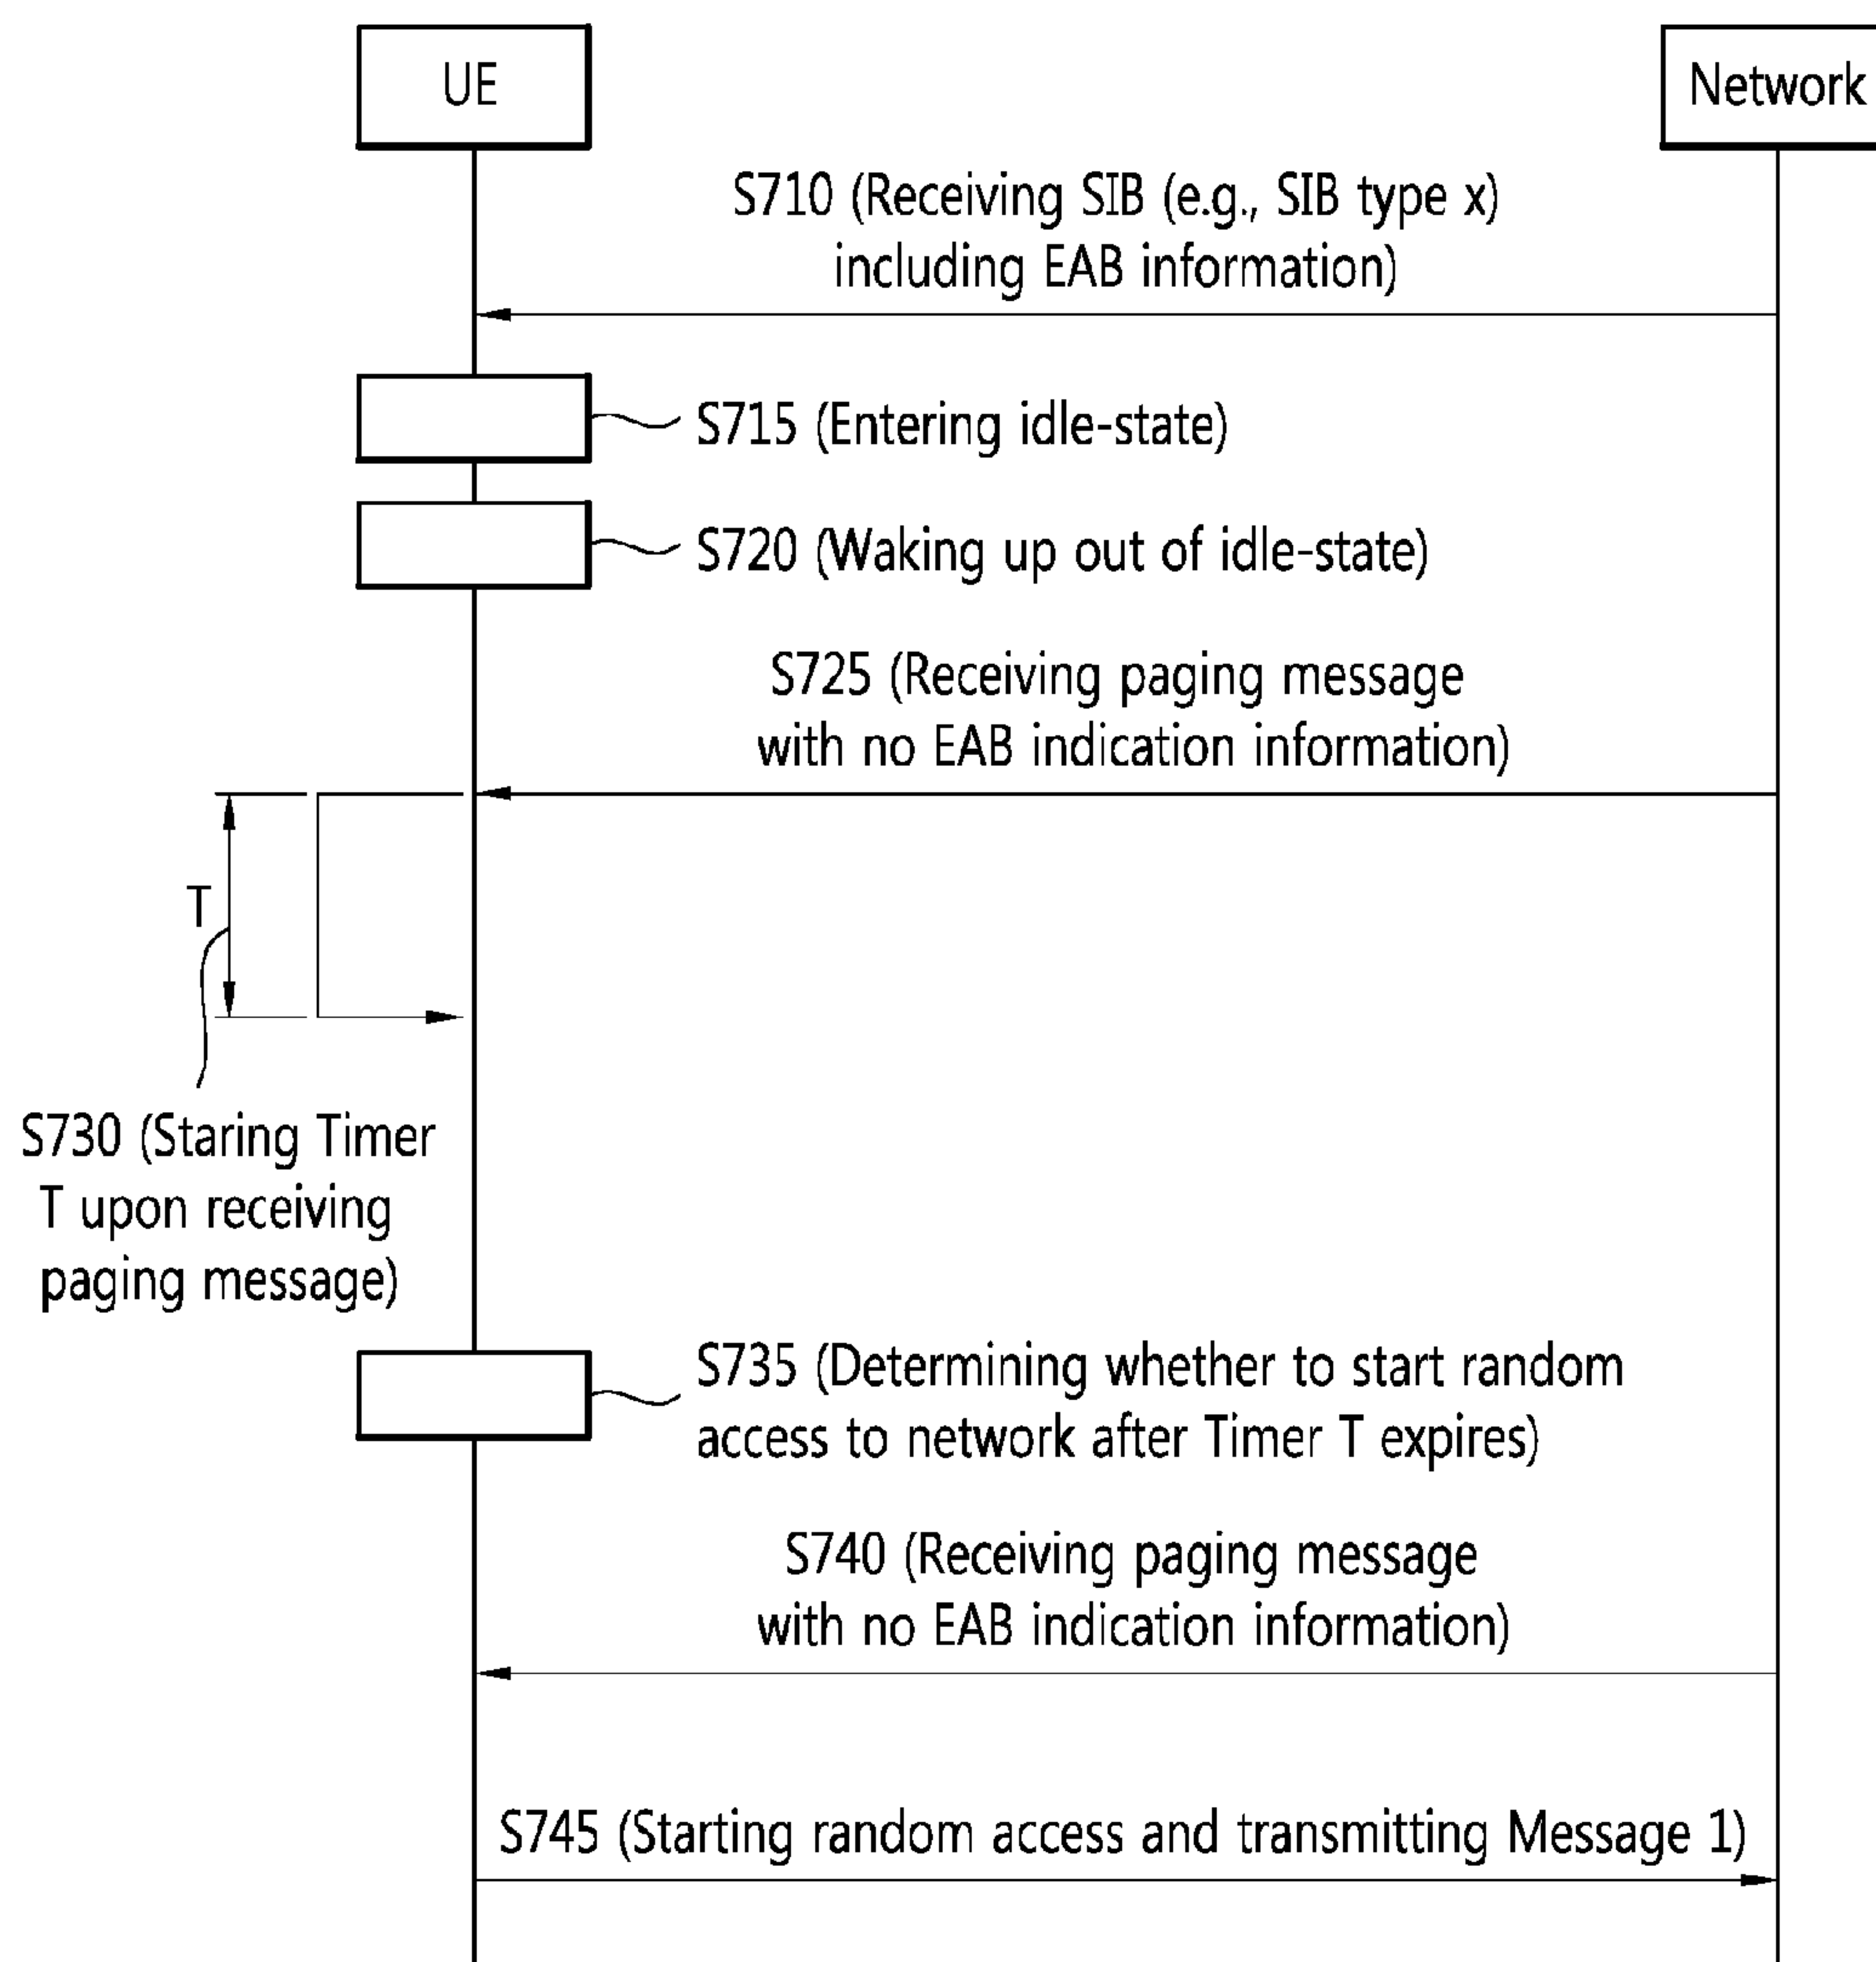 UE
Network
S710 (Receiving SIB (e.g., SIB type x)
including EAB information)
S715 (Entering idle-state)
S720 (Waking up out of idle-state)
S725 (Receiving paging message
with no EAB indication information)
T
S730 (Staring Timer
T upon receiving
paging message)
S735 (Determining whether to start random
access to network after Timer T expires)
S740 (Receiving paging message
with no EAB indication information)
S745 (Starting random access and transmitting Message 1)